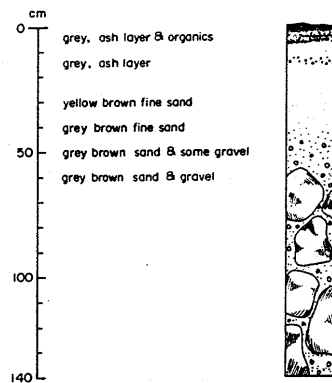 cm
0
grey, ash layer & organics
grey, ash layer
yellow brown fine sand
grey brown fine sand
50
grey brown sand & some gravel
grey brown sand & gravel
100
140